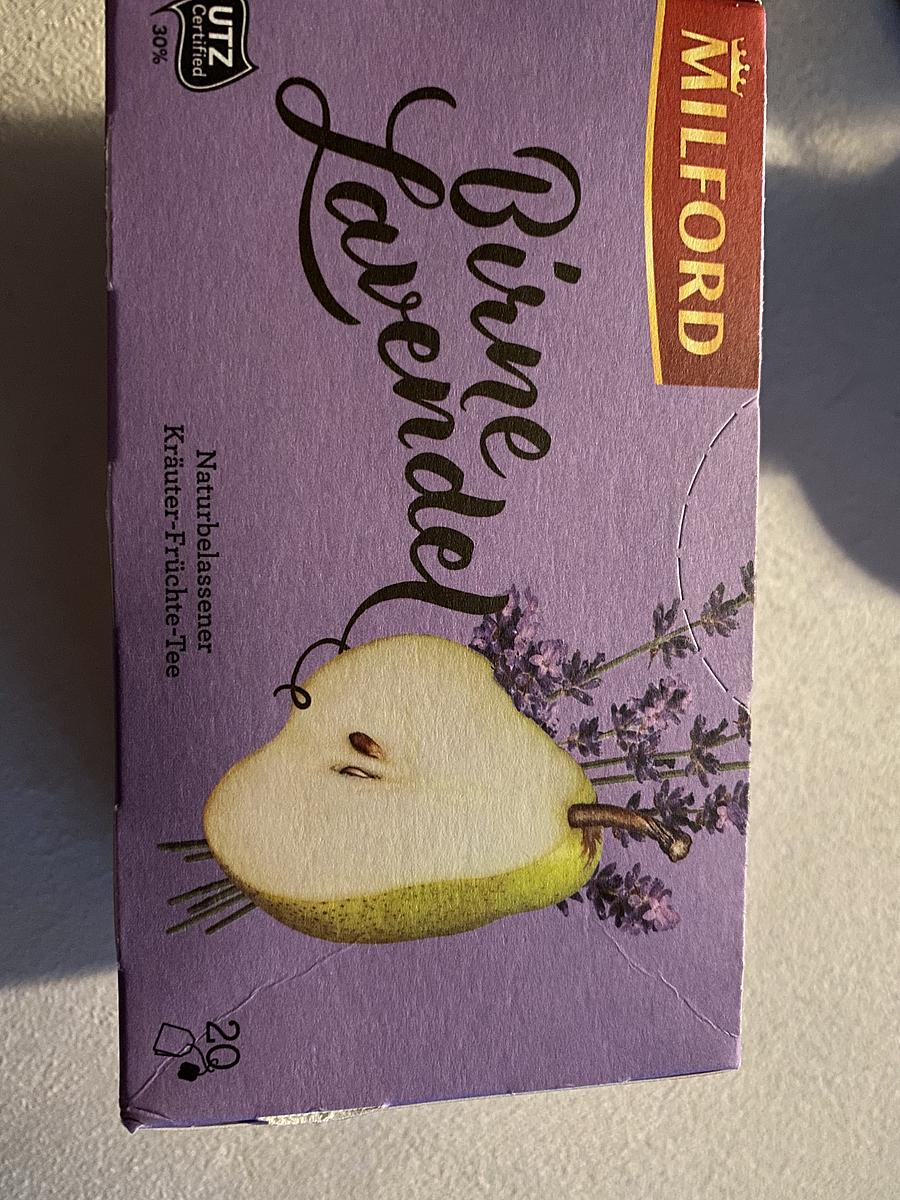 MILFORD
Birne
Lavendel
Naturbelassener
Kräuter-Früchte-Tee
UTZ
Certified
30%
20